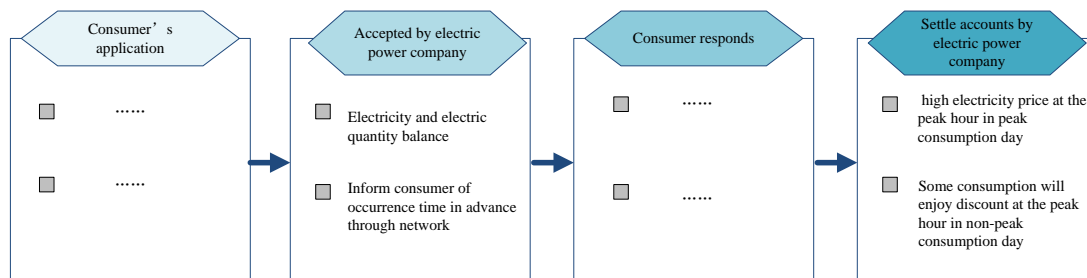 Consumer’s
application
……
……
Accepted by electric
power company
Electricity and electric
quantity balance
Inform consumer of
occurrence time in advance
through network
Consumer responds
……
……
Settle accounts by
electric power
company
high electricity price at the
peak hour in peak
consumption day
Some consumption will
enjoy discount at the peak
hour in non-peak
consumption day